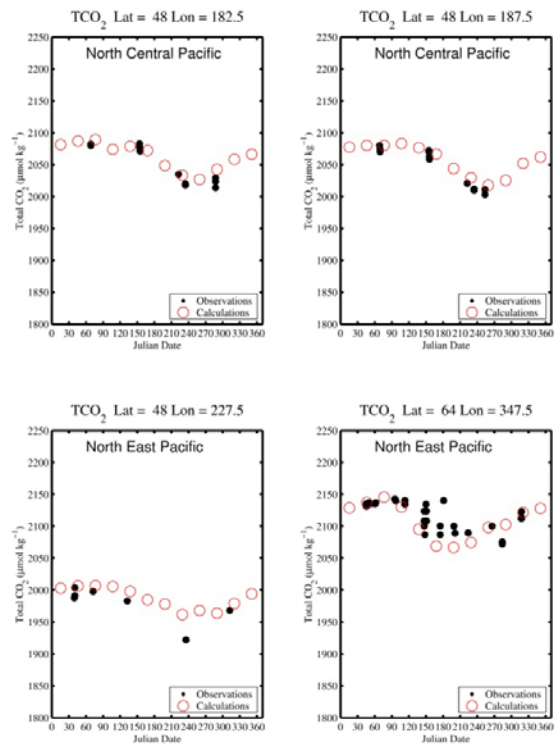 TCO2 Lat = 48 Lon = 182.5
North Central Pacific
Total CO2 (μmol kg-1)
2250
2200
2150
2100
2050
2000
1950
1900
1850
1800
Observations
Calculations
0 30 60 90 120 150 180 210 240 270 300 330 360
Julian Date
TCO2 Lat = 48 Lon = 187.5
North Central Pacific
Total CO2 (μmol kg-1)
2250
2200
2150
2100
2050
2000
1950
1900
1850
1800
Observations
Calculations
0 30 60 90 120 150 180 210 240 270 300 330 360
Julian Date
TCO2 Lat = 48 Lon = 227.5
North East Pacific
Total CO2 (μmol kg-1)
2250
2200
2150
2100
2050
2000
1950
1900
1850
1800
Observations
Calculations
0 30 60 90 120 150 180 210 240 270 300 330 360
Julian Date
TCO2 Lat = 64 Lon = 347.5
North East Pacific
Total CO2 (μmol kg-1)
2250
2200
2150
2100
2050
2000
1950
1900
1850
1800
Observations
Calculations
0 30 60 90 120 150 180 210 240 270 300 330 360
Julian Date